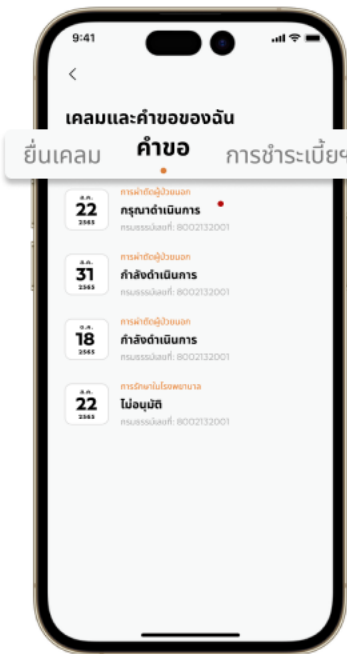 9:41
เคลมและคำขอของฉัน
ยื่นเคลม คำขอ การชำระเบี้ยฯ
การผ่าตัดผู้ป่วยนอก
22
2565
กรุณาดำเนินการ
กรมธรรม์เลขที่: 8002132001
การผ่าตัดผู้ป่วยนอก
31
2565
กำลังดำเนินการ
กรมธรรม์เลขที่: 8002132001
การผ่าตัดผู้ป่วยนอก
18
2565
กำลังดำเนินการ
กรมธรรม์เลขที่: 8002132001
การรักษาในโรงพยาบาล
22
2565
ไม่อนุมัติ
กรมธรรม์เลขที่: 8002132001